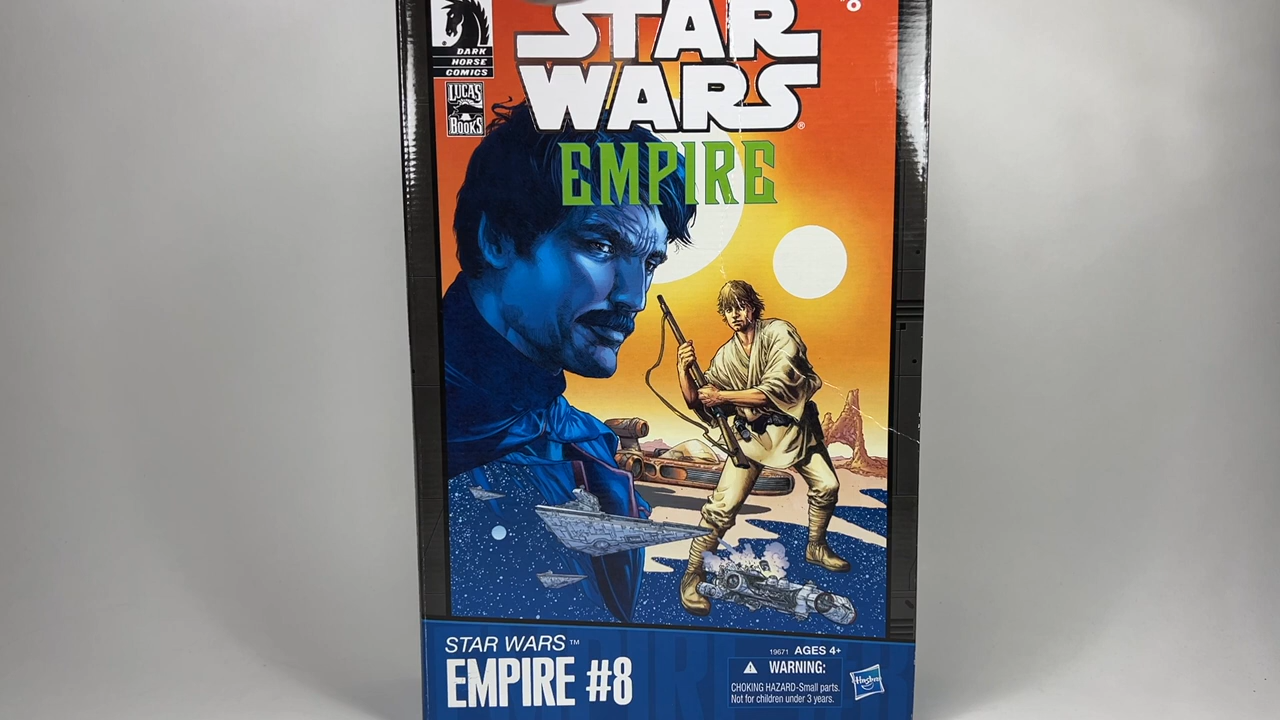 STAR
WARS®
EMPIRE
DARK
HORSE
COMICS
LUCAS
BOOKS
STAR WARS™
EMPIRE #8
19671 AGES 4+
WARNING:
CHOKING HAZARD-Small parts.
Not for children under 3 years.
Hasbro